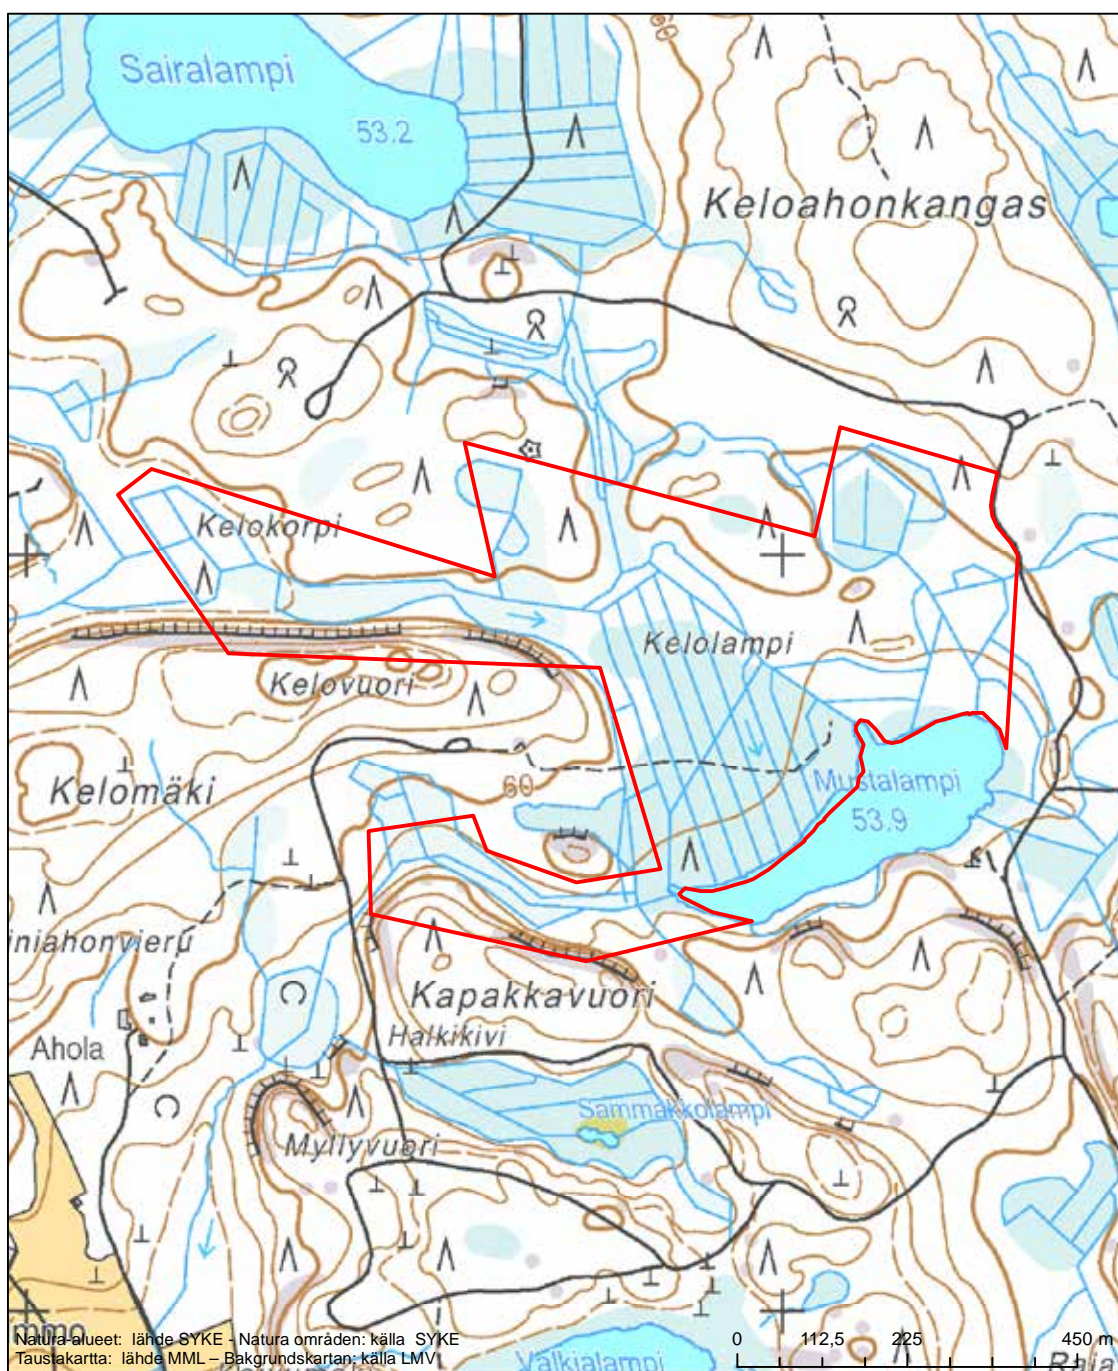 60
Sairalampi
53.2
Keloahonkangas
Kelokorpi
Kelolampi
Kelovuori
Mustalampi
Kelomäki
60
53.9
iniahonvieru
Kapakkavuori
Halkikivi
Ahola
Sammakkolampi
Myllyvuori
Natura-alueet: lähde SYKE - Natura områden: källa SYKE
0 112,5 225 450 m
Taustakartta: lähde MML – Bakgrundskartan: källa LMV
Valkialampi